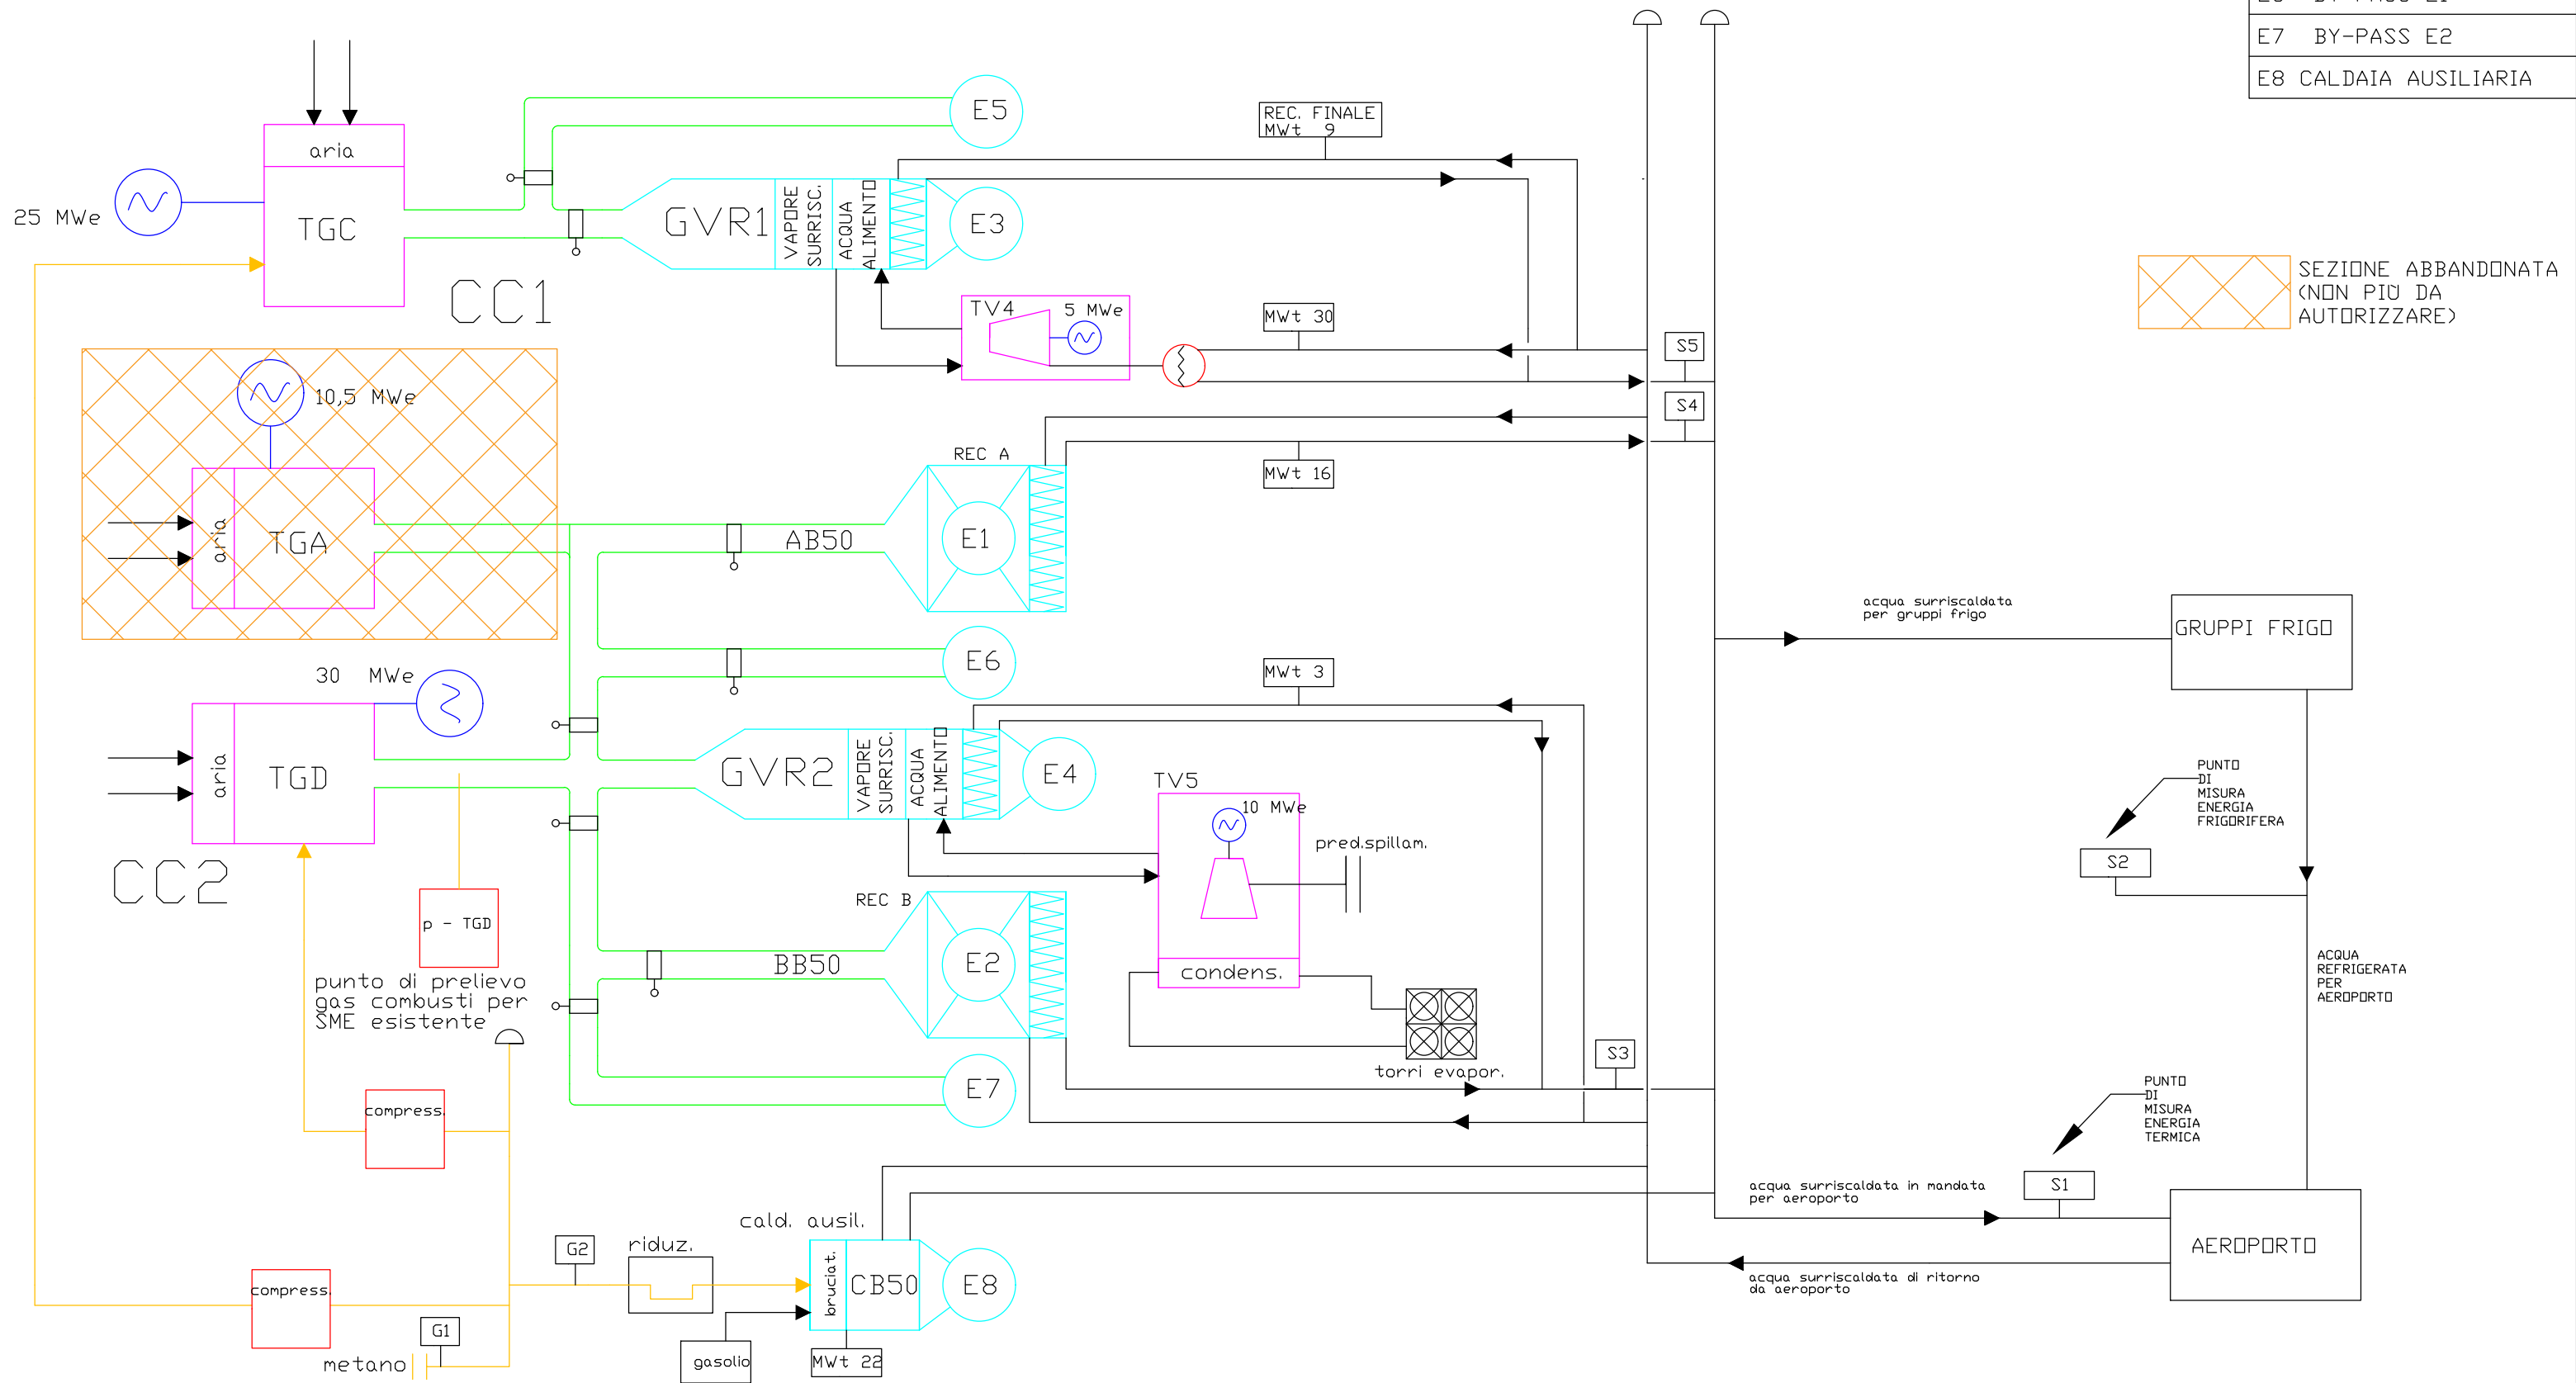 E7 BY-PASS E2
E8 CALDAIA AUSILIARIA
E5
REC. FINALE
MWt 9
aria
TGC
25 MWe
GVR1
VAPORE
SURRISC.
ACQUA
ALIMENTO
E3
CC1
TV4
5 MWe
MWt 30
S5
SEZIONE ABBANDONATA
(NON PIÙ DA
AUTORIZZARE)
10,5 MWe
S4
REC A
MWt 16
aria
TGA
AB50
E1
acqua surriscaldata
per gruppi frigo
GRUPPI FRIGO
E6
30 MWe
MWt 3
aria
TGD
GVR2
VAPORE
SURRISC.
ACQUA
ALIMENTO
E4
TV5
10 MWe
pred.spillam.
PUNTO
DI
MISURA
ENERGIA
FRIGORIFERA
S2
CC2
p - TGD
REC B
BB50
E2
condens.
ACQUA
REFRIGERATA
PER
AEROPORTO
punto di prelievo
gas combusti per
SME esistente
torri evapor.
S3
E7
compress.
PUNTO
DI
MISURA
ENERGIA
TERMICA
S1
acqua surriscaldata in mandata
per aeroporto
AEROPORTO
acqua surriscaldata di ritorno
da aeroporto
cald. ausil.
G2
riduz.
bruciat.
CB50
E8
compress.
G1
metano
gasolio
MWt 22